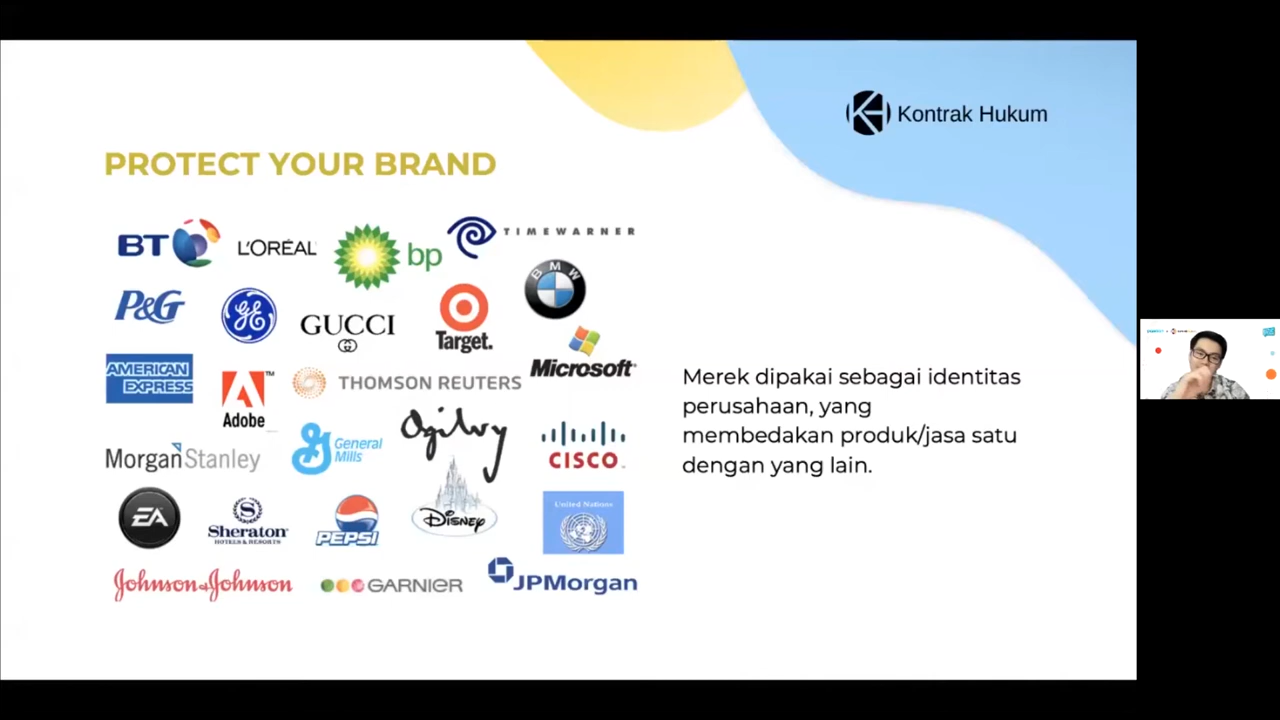 Kontrak Hukum
PROTECT YOUR BRAND
BT
L'ORÉAL
bp
TIMEWARNER
BMW
P&G
GE
GUCCI
Target.
Microsoft
AMERICAN
EXPRESS
Adobe
TM
THOMSON REUTERS
Ogilvy
MorganStanley
General
Mills
CISCO
EA
Sheraton
HOTELS & RESORTS
PEPSI
Disney
United Nations
Johnson & Johnson
GARNIER
JPMorgan
Merek dipakai sebagai identitas
perusahaan, yang
membedakan produk/jasa satu
dengan yang lain.